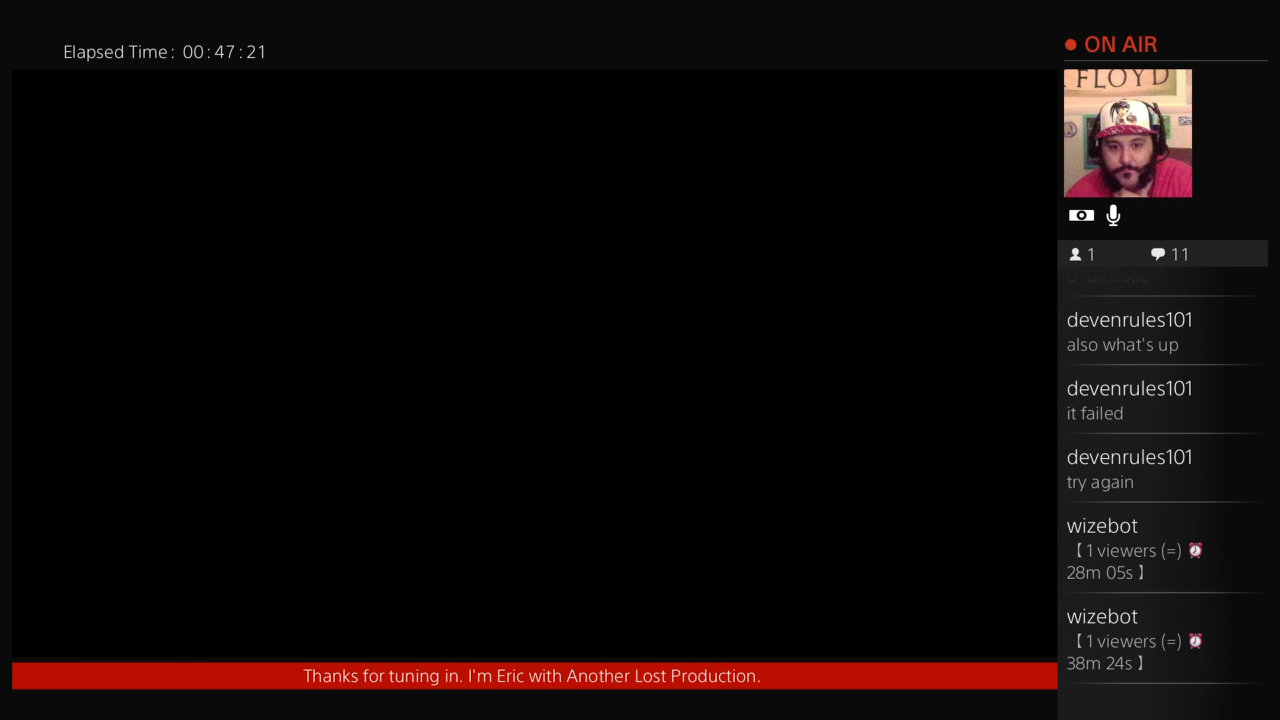 Elapsed Time: 00:47:21
ON AIR
FLOYD
1 11
devenrules101
also what's up
devenrules101
it failed
devenrules101
try again
wizebot
【1 viewers (=) ⏰
28m 05s】
wizebot
【1 viewers (=) ⏰
38m 24s】
Thanks for tuning in. I'm Eric with Another Lost Production.